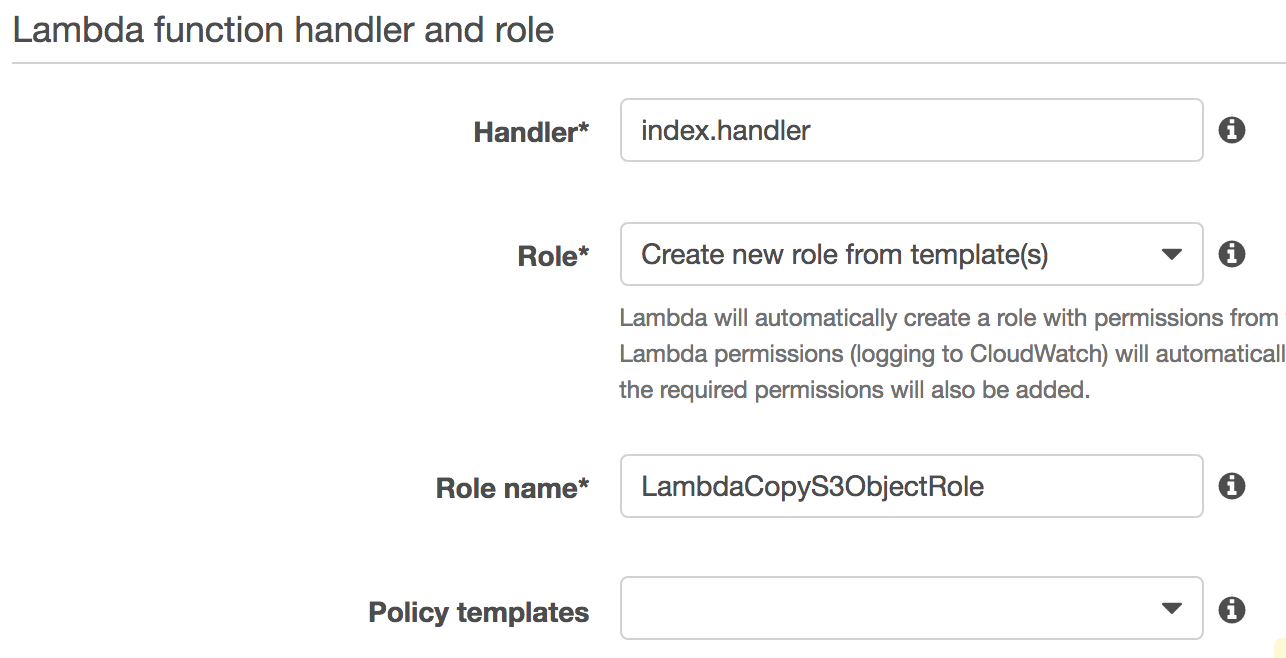 Lambda function handler and role
Handler* index.handler
Role* Create new role from template(s)
Lambda will automatically create a role with permissions from
Lambda permissions (logging to CloudWatch) will automaticall
the required permissions will also be added.
Role name* LambdaCopyS3ObjectRole
Policy templates